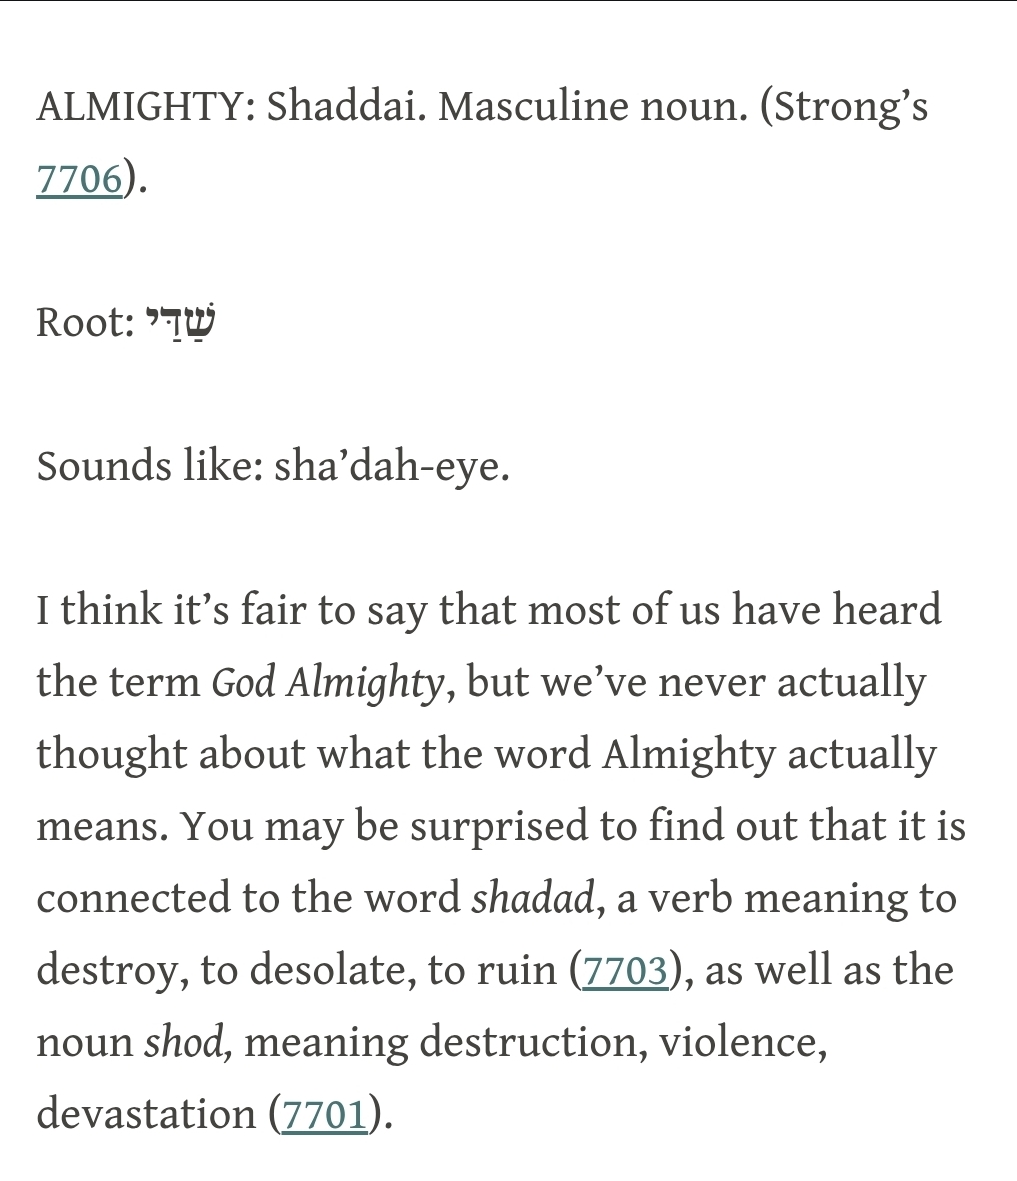 ALMIGHTY: Shaddai. Masculine noun. (Strong’s
7706).
Root: שַׁדַּי
Sounds like: sha’dah-eye.
I think it’s fair to say that most of us have heard
the term God Almighty, but we’ve never actually
thought about what the word Almighty actually
means. You may be surprised to find out that it is
connected to the word shadad, a verb meaning to
destroy, to desolate, to ruin (7703), as well as the
noun shod, meaning destruction, violence,
devastation (7701).